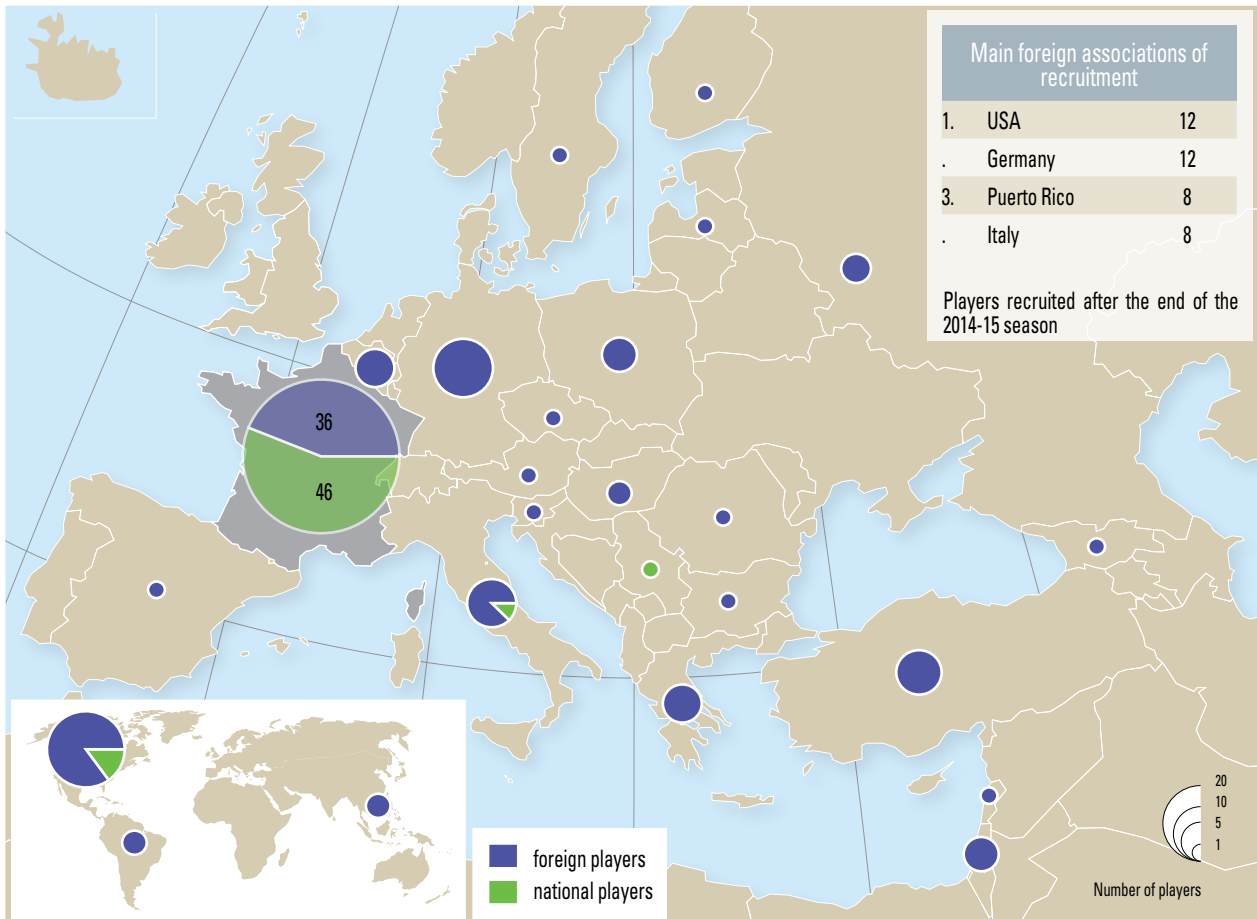 Main foreign associations of
recruitment
1. USA 12
. Germany 12
3. Puerto Rico 8
. Italy 8
Players recruited after the end of the
2014-15 season
36
46
foreign players
national players
20
10
5
1
Number of players